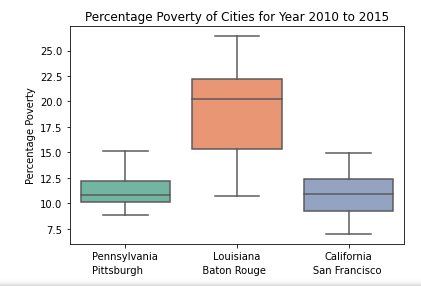 Percentage Poverty of Cities for Year 2010 to 2015
Percentage Poverty
25.0
22.5
20.0
17.5
15.0
12.5
10.0
7.5
Pennsylvania Louisiana California
Pittsburgh Baton Rouge San Francisco